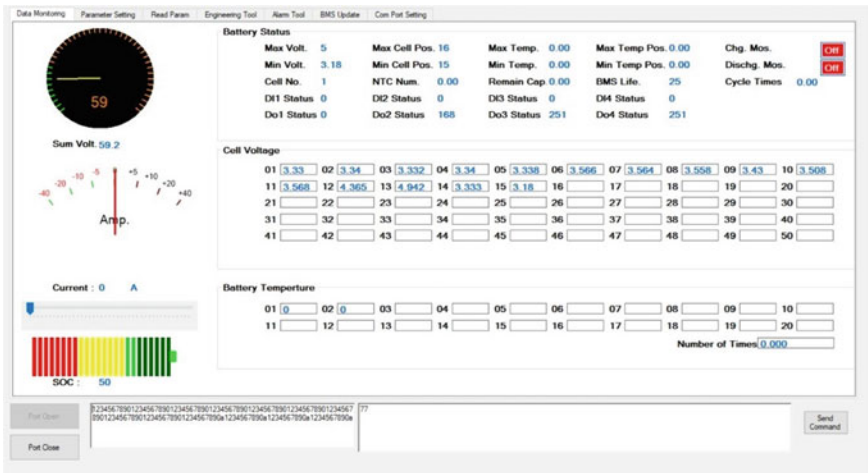 Data Monitoring Parameter Setting Read Param Engineering Tool Alarm Tool BMS Update Com Port Setting
59
Sum Volt. 59.2
-40 -20 -10 -5 0 +5 +10 +20 +40
Amp.
Current : 0 A
SOC : 50
Battery Status
Max Volt. 5 Max Cell Pos. 16 Max Temp. 0.00 Max Temp Pos. 0.00 Chg. Mos. Off
Min Volt. 3.18 Min Cell Pos. 15 Min Temp. 0.00 Min Temp Pos. 0.00 Dischg. Mos. Off
Cell No. 1 NTC Num. 0.00 Remain Cap. 0.00 BMS Life. 25 Cycle Times 0.00
DI1 Status 0 DI2 Status 0 DI3 Status 0 DI4 Status 0
Do1 Status 0 Do2 Status 168 Do3 Status 251 Do4 Status 251
Cell Voltage
01 3.33 02 3.34 03 3.332 04 3.34 05 3.338 06 3.566 07 3.564 08 3.558 09 3.43 10 3.508
11 3.568 12 4.365 13 4.942 14 3.333 15 3.18 16 17 18 19 20
21 22 23 24 25 26 27 28 29 30
31 32 33 34 35 36 37 38 39 40
41 42 43 44 45 46 47 48 49 50
Battery Temperture
01 0 02 0 03 04 05 06 07 08 09 10
11 12 13 14 15 16 17 18 19 20
Number of Times 0.000
Port Open
Port Close
12345678901234567890123456789012345678901234567890123456 7
8901234567890123456789012345678901234567890a1234567890a1234567890a1234567890a
77
Send
Command